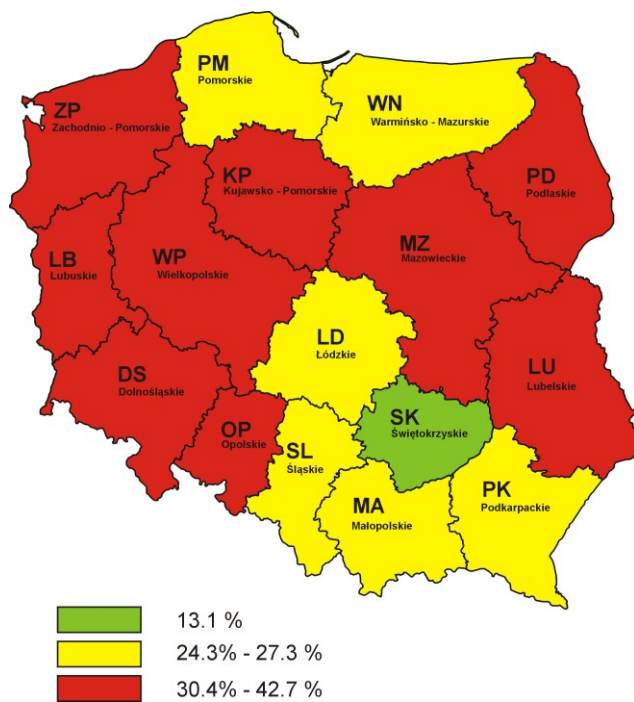 PM
Pomorskie
WN
Warmińsko - Mazurskie
ZP
Zachodnio - Pomorskie
KP
Kujawsko - Pomorskie
PD
Podlaskie
LB
Lubuskie
WP
Wielkopolskie
MZ
Mazowieckie
LD
Łódzkie
DS
Dolnośląskie
LU
Lubelskie
OP
Opolskie
SK
Świętokrzyskie
SL
Śląskie
MA
Małopolskie
PK
Podkarpackie
13.1 %
24.3% - 27.3 %
30.4% - 42.7 %